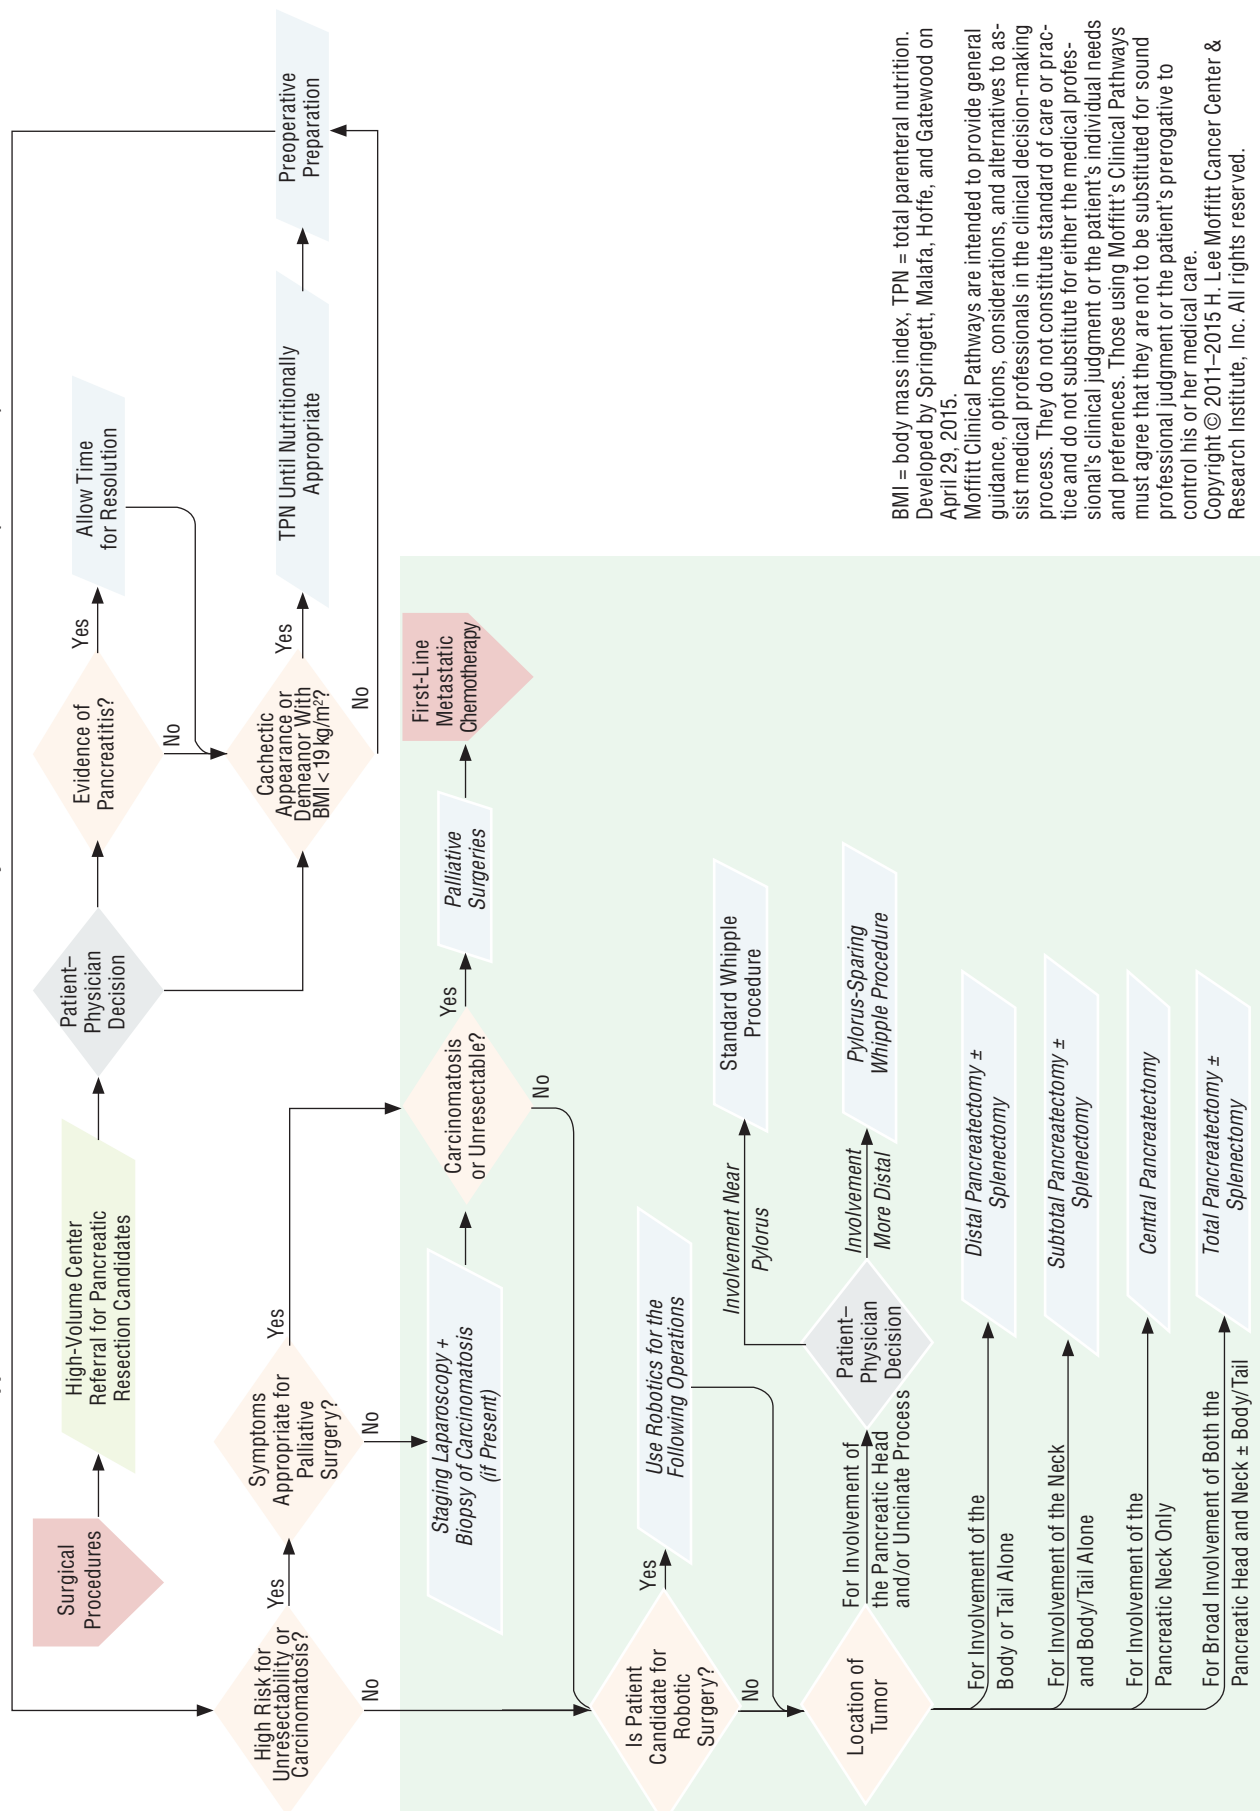 Surgical
Procedures
High-Volume Center
Referral for Pancreatic
Resection Candidates
Patient–
Physician
Decision
Evidence of
Pancreatitis?
Yes
Allow Time
for Resolution
No
Cachectic
Appearance or
Demeanor With
BMI < 19 kg/m²?
Yes
TPN Until Nutritionally
Appropriate
No
Preoperative
Preparation
High Risk for
Unresectability or
Carcinomatosis?
Yes
No
Symptoms
Appropriate for
Palliative
Surgery?
Yes
No
Staging Laparoscopy +
Biopsy of Carcinomatosis
(if Present)
Carcinomatosis
or Unresectable?
Yes
No
Palliative
Surgeries
First-Line
Metastatic
Chemotherapy
Is Patient
Candidate for
Robotic
Surgery?
Yes
No
Use Robotics for the
Following Operations
Location of
Tumor
For Involvement of
the Pancreatic Head
and/or Uncinate Process
Patient–
Physician
Decision
Involvement Near
Pylorus
Standard Whipple
Procedure
Involvement
More Distal
Pylorus-Sparing
Whipple Procedure
For Involvement of the
Body or Tail Alone
Distal Pancreatectomy ±
Splenectomy
For Involvement of the Neck
and Body/Tail Alone
Subtotal Pancreatectomy ±
Splenectomy
For Involvement of the
Pancreatic Neck Only
Central Pancreatectomy
For Broad Involvement of Both the
Pancreatic Head and Neck ± Body/Tail
Total Pancreatectomy ±
Splenectomy
BMI = body mass index, TPN = total parenteral nutrition.
Developed by Springett, Malafa, Hoffe, and Gatewood on
April 29, 2015.
Moffitt Clinical Pathways are intended to provide general
guidance, options, considerations, and alternatives to as-
sist medical professionals in the clinical decision-making
process. They do not constitute standard of care or prac-
tice and do not substitute for either the medical profes-
sional's clinical judgment or the patient's individual needs
and preferences. Those using Moffitt's Clinical Pathways
must agree that they are not to be substituted for sound
professional judgment or the patient's prerogative to
control his or her medical care.
Copyright © 2011–2015 H. Lee Moffitt Cancer Center &
Research Institute, Inc. All rights reserved.